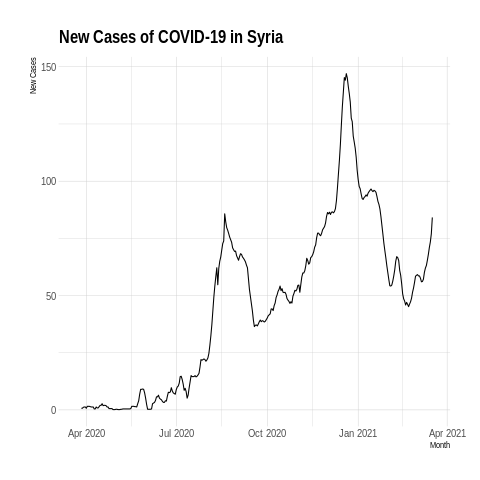 New Cases of COVID-19 in Syria
New Cases
150
100
50
0
Apr 2020 Jul 2020 Oct 2020 Jan 2021 Apr 2021
Month